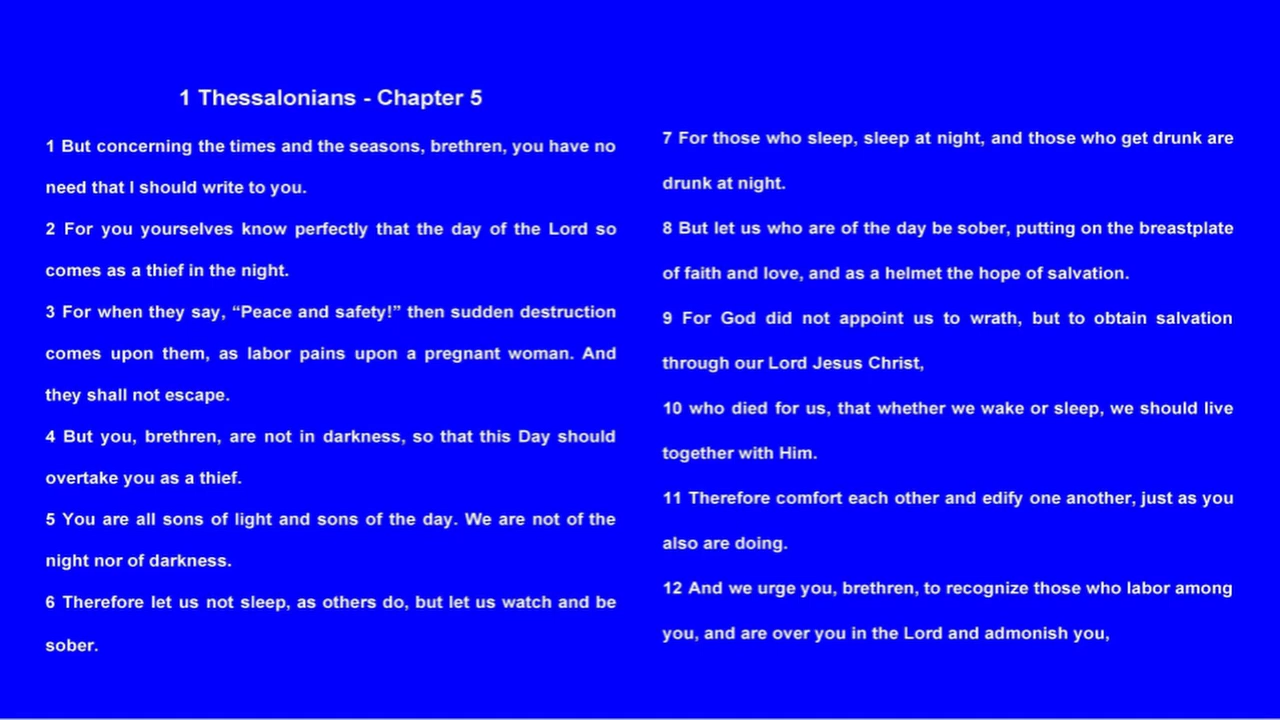 1 Thessalonians - Chapter 5
1 But concerning the times and the seasons, brethren, you have no
need that I should write to you.
2 For you yourselves know perfectly that the day of the Lord so
comes as a thief in the night.
3 For when they say, “Peace and safety!” then sudden destruction
comes upon them, as labor pains upon a pregnant woman. And
they shall not escape.
4 But you, brethren, are not in darkness, so that this Day should
overtake you as a thief.
5 You are all sons of light and sons of the day. We are not of the
night nor of darkness.
6 Therefore let us not sleep, as others do, but let us watch and be
sober.
7 For those who sleep, sleep at night, and those who get drunk are
drunk at night.
8 But let us who are of the day be sober, putting on the breastplate
of faith and love, and as a helmet the hope of salvation.
9 For God did not appoint us to wrath, but to obtain salvation
through our Lord Jesus Christ,
10 who died for us, that whether we wake or sleep, we should live
together with Him.
11 Therefore comfort each other and edify one another, just as you
also are doing.
12 And we urge you, brethren, to recognize those who labor among
you, and are over you in the Lord and admonish you,